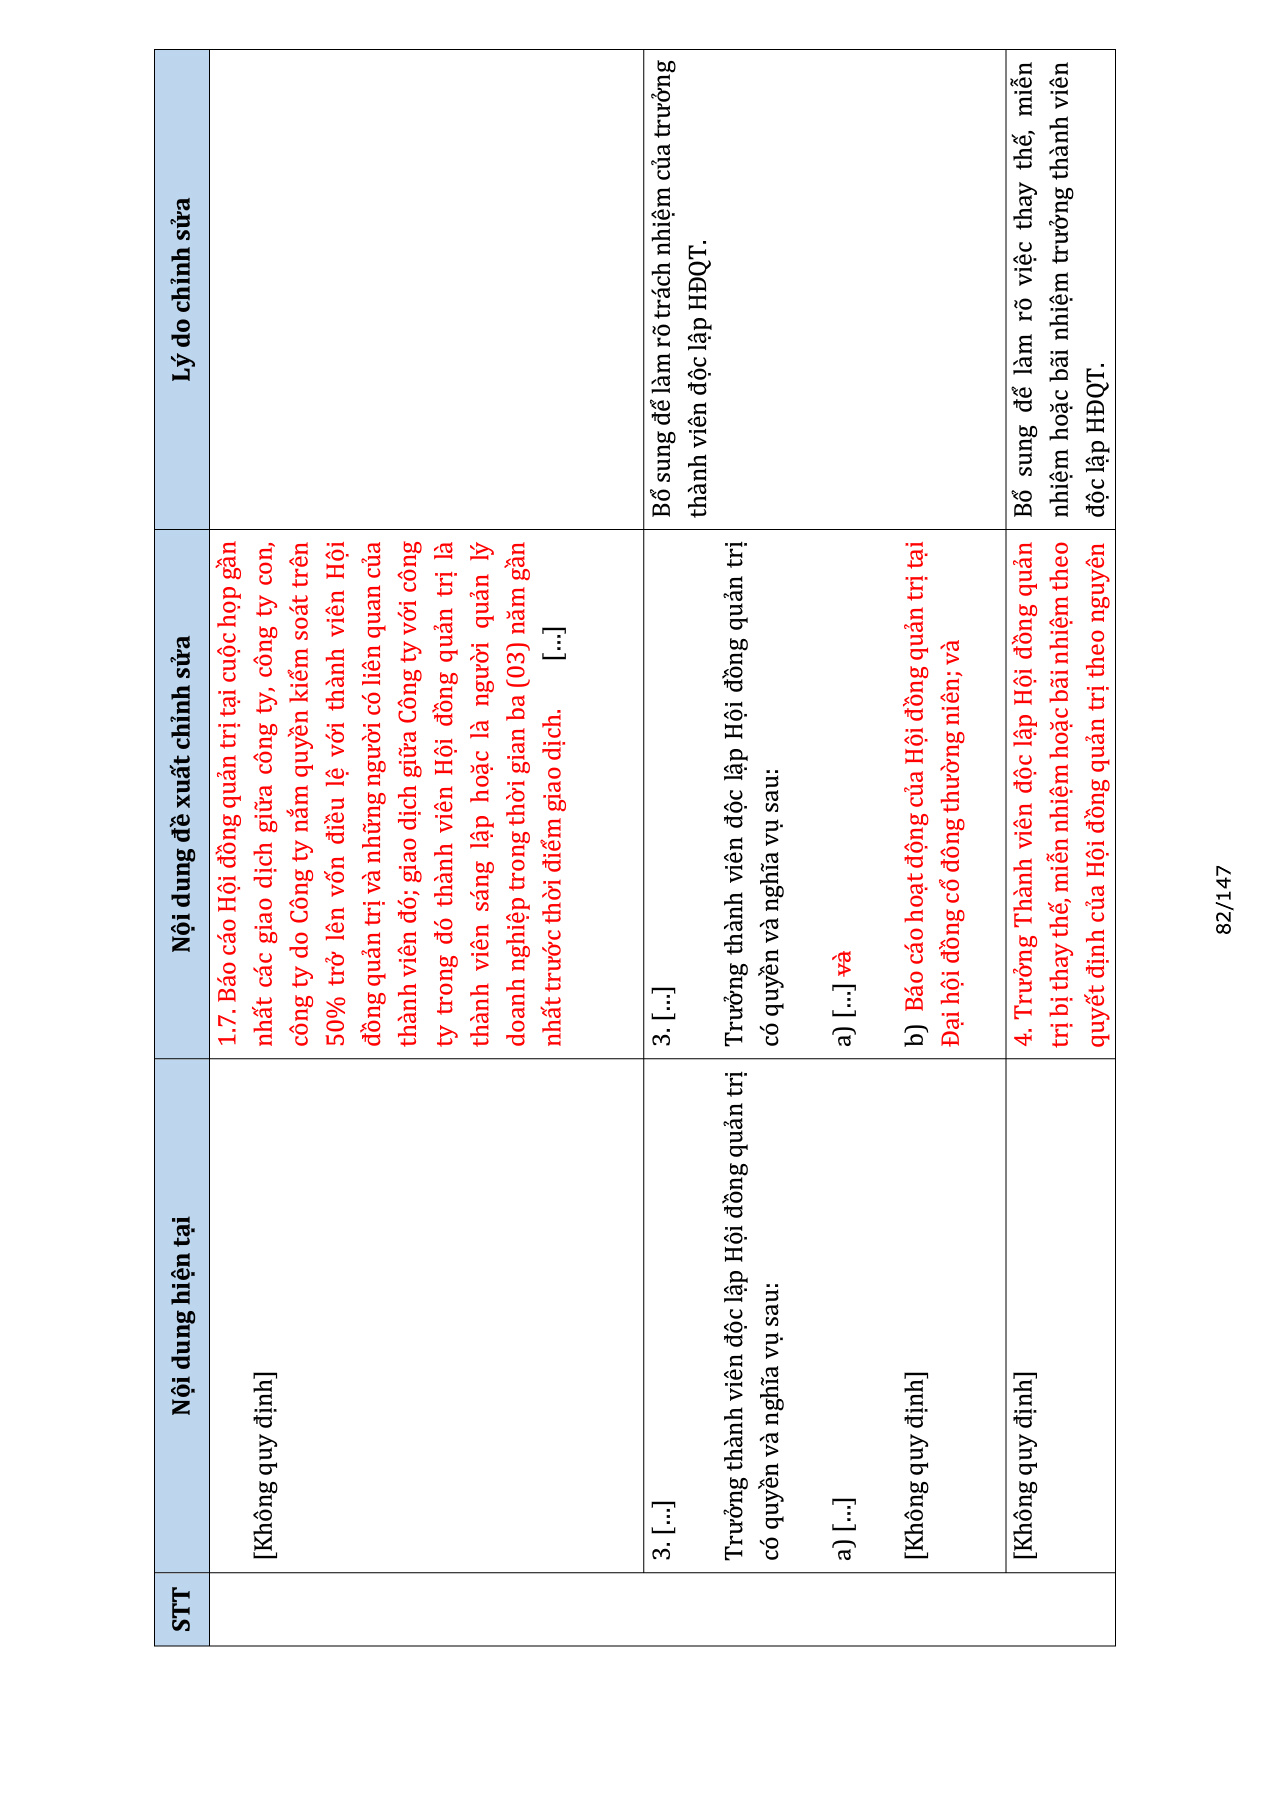 STT
Nội dung hiện tại
Nội dung đề xuất chỉnh sửa
Lý do chỉnh sửa
[Không quy định]
1.7. Báo cáo Hội đồng quản trị tại cuộc họp gần
nhất các giao dịch giữa công ty, công ty con,
công ty do Công ty nắm quyền kiểm soát trên
50% trở lên vốn điều lệ với thành viên Hội
đồng quản trị và những người có liên quan của
thành viên đó; giao dịch giữa Công ty với công
ty trong đó thành viên Hội đồng quản trị là
thành viên sáng lập hoặc là người quản lý
doanh nghiệp trong thời gian ba (03) năm gần
nhất trước thời điểm giao dịch. [...]
3. [...]
Trưởng thành viên độc lập Hội đồng quản trị
có quyền và nghĩa vụ sau:
a) [...]
[Không quy định]
3. [...]
Trưởng thành viên độc lập Hội đồng quản trị
có quyền và nghĩa vụ sau:
a) [...] và
b) Báo cáo hoạt động của Hội đồng quản trị tại
Đại hội đồng cổ đông thường niên; và
Bổ sung để làm rõ trách nhiệm của trưởng
thành viên độc lập HĐQT.
[Không quy định]
4. Trưởng Thành viên độc lập Hội đồng quản
trị bị thay thế, miễn nhiệm hoặc bãi nhiệm theo
quyết định của Hội đồng quản trị theo nguyên
Bổ sung để làm rõ việc thay thế, miễn
nhiệm hoặc bãi nhiệm trưởng thành viên
độc lập HĐQT.
82/147